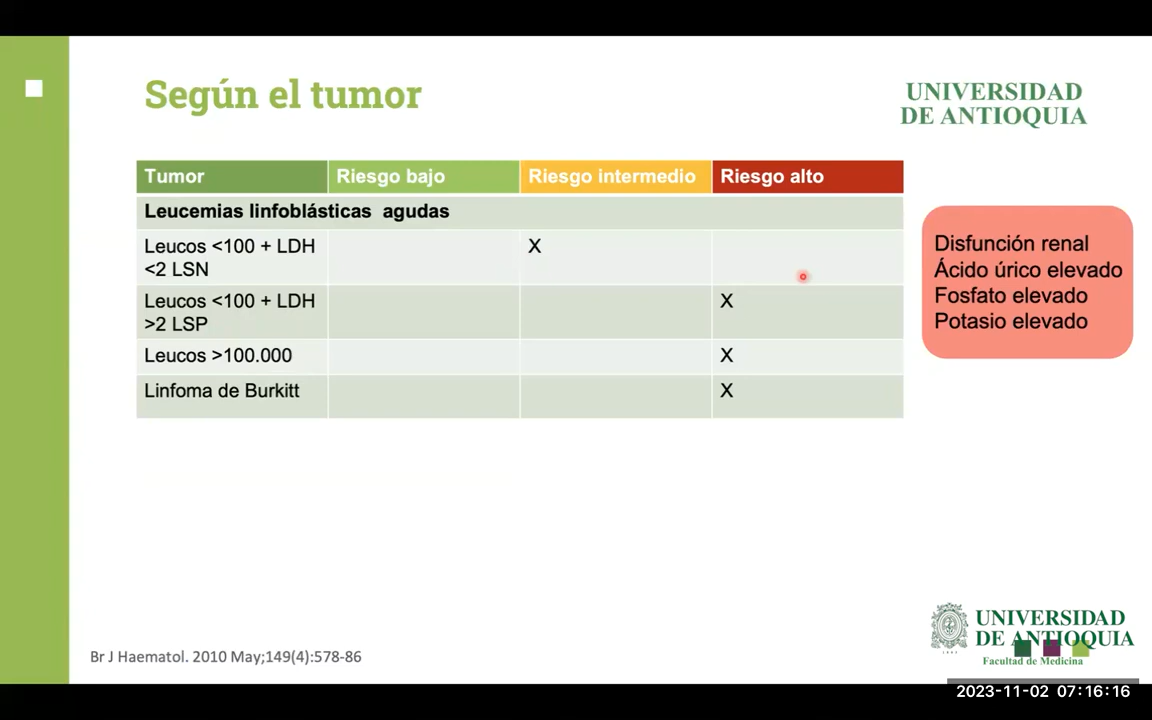 Según el tumor
UNIVERSIDAD
DE ANTIOQUIA
Tumor Riesgo bajo Riesgo intermedio Riesgo alto
Leucemias linfoblásticas agudas
Leucos <100 + LDH X
<2 LSN
Leucos <100 + LDH X
>2 LSP
Leucos >100.000 X
Linfoma de Burkitt X
Disfunción renal
Ácido úrico elevado
Fosfato elevado
Potasio elevado
Br J Haematol. 2010 May;149(4):578-86
UNIVERSIDAD
DE ANTIOQUIA
Facultad de Medicina
2023-11-02 07:16:16